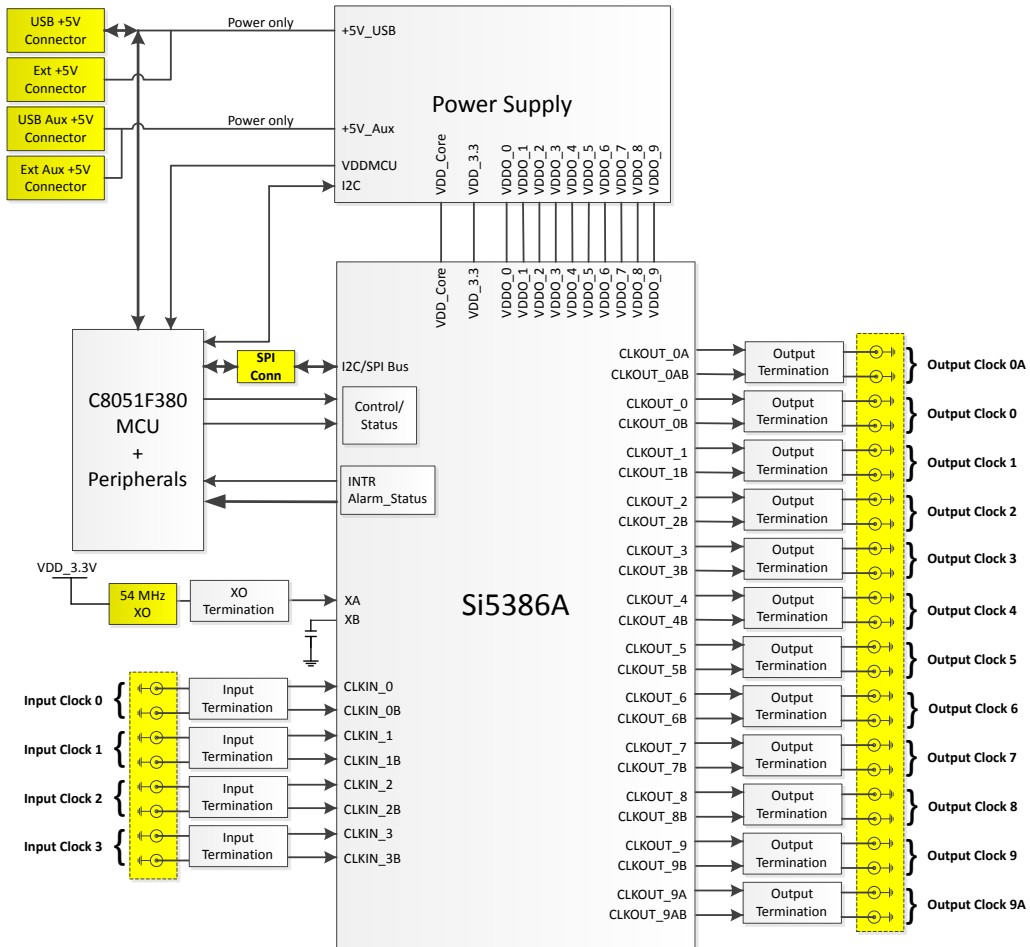 USB +5V
Connector
Ext +5V
Connector
USB Aux +5V
Connector
Ext Aux +5V
Connector
Power only
Power only
+5V_USB
Power Supply
+5V_Aux
VDDMCU
I2C
VDD_Core
VDD_3.3
VDDO_0
VDDO_1
VDDO_2
VDDO_3
VDDO_4
VDDO_5
VDDO_6
VDDO_7
VDDO_8
VDDO_9
VDD_Core
VDD_3.3
VDDO_0
VDDO_1
VDDO_2
VDDO_3
VDDO_4
VDDO_5
VDDO_6
VDDO_7
VDDO_8
VDDO_9
C8051F380
MCU
+
Peripherals
SPI
Conn
I2C/SPI Bus
Control/
Status
INTR
Alarm_Status
VDD_3.3V
54 MHz
XO
XO
Termination
XA
XB
Si5386A
Input Clock 0
Input
Termination
CLKIN_0
CLKIN_0B
Input Clock 1
Input
Termination
CLKIN_1
CLKIN_1B
Input Clock 2
Input
Termination
CLKIN_2
CLKIN_2B
Input Clock 3
Input
Termination
CLKIN_3
CLKIN_3B
CLKOUT_0A
CLKOUT_0AB
Output
Termination
Output Clock 0A
CLKOUT_0
CLKOUT_0B
Output
Termination
Output Clock 0
CLKOUT_1
CLKOUT_1B
Output
Termination
Output Clock 1
CLKOUT_2
CLKOUT_2B
Output
Termination
Output Clock 2
CLKOUT_3
CLKOUT_3B
Output
Termination
Output Clock 3
CLKOUT_4
CLKOUT_4B
Output
Termination
Output Clock 4
CLKOUT_5
CLKOUT_5B
Output
Termination
Output Clock 5
CLKOUT_6
CLKOUT_6B
Output
Termination
Output Clock 6
CLKOUT_7
CLKOUT_7B
Output
Termination
Output Clock 7
CLKOUT_8
CLKOUT_8B
Output
Termination
Output Clock 8
CLKOUT_9
CLKOUT_9B
Output
Termination
Output Clock 9
CLKOUT_9A
CLKOUT_9AB
Output
Termination
Output Clock 9A